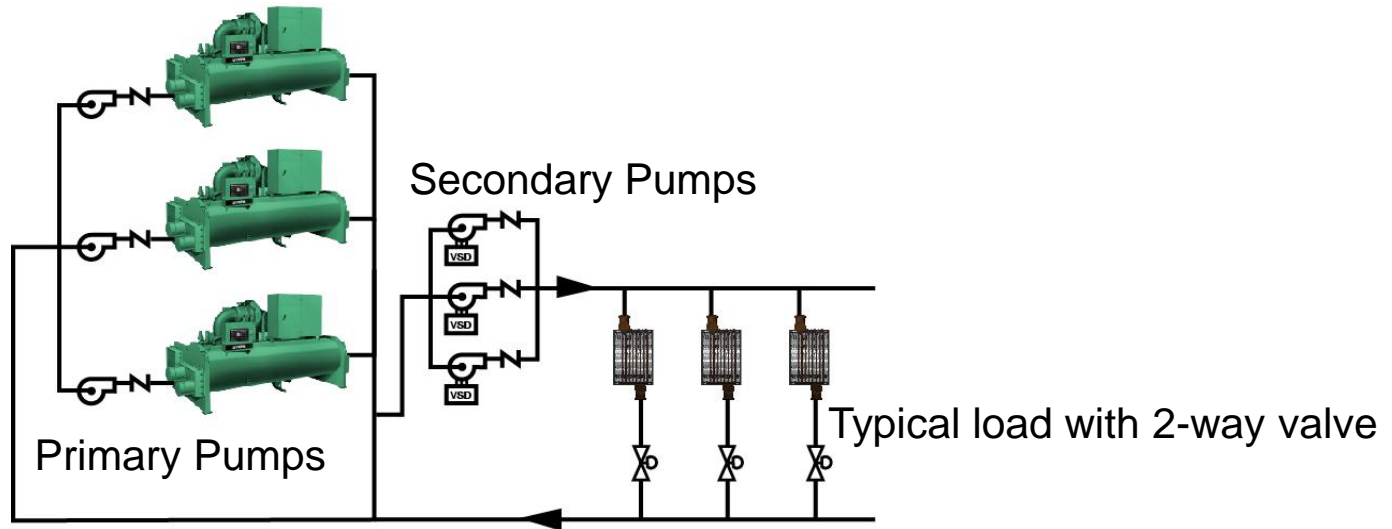 Secondary Pumps
VSD
VSD
VSD
Typical load with 2-way valve
Primary Pumps